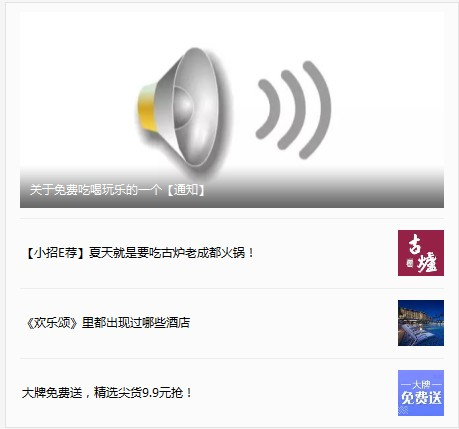 关于免费吃喝玩乐的一个【通知】
【小招E荐】夏天就是要吃古炉老成都火锅！
古
炉
《欢乐颂》里都出现过哪些酒店
大牌免费送，精选尖货9.9元抢！
大牌
免费送